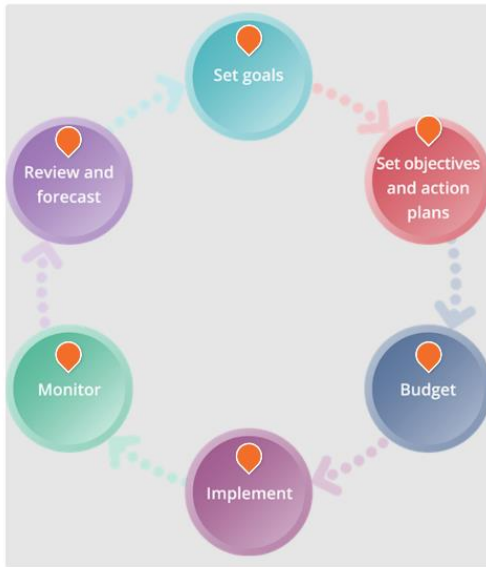 Set goals
Set objectives
and action
plans
Budget
Implement
Monitor
Review and
forecast